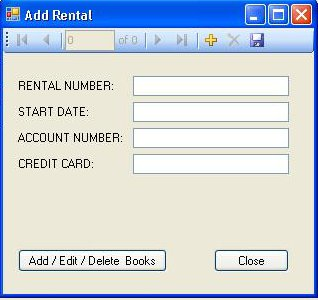 Add Rental
0 of 0
RENTAL NUMBER:
START DATE:
ACCOUNT NUMBER:
CREDIT CARD:
Add / Edit / Delete Books Close